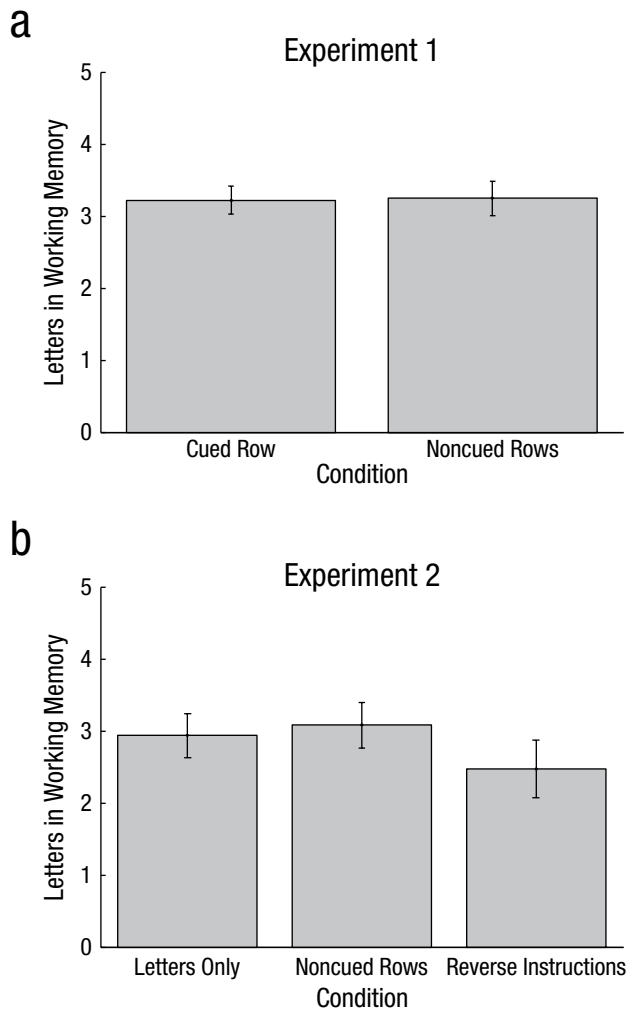 a
Experiment 1
Letters in Working Memory
5
4
3
2
1
0
Cued Row Noncued Rows
Condition
b
Experiment 2
Letters in Working Memory
5
4
3
2
1
0
Letters Only Noncued Rows Reverse Instructions
Condition